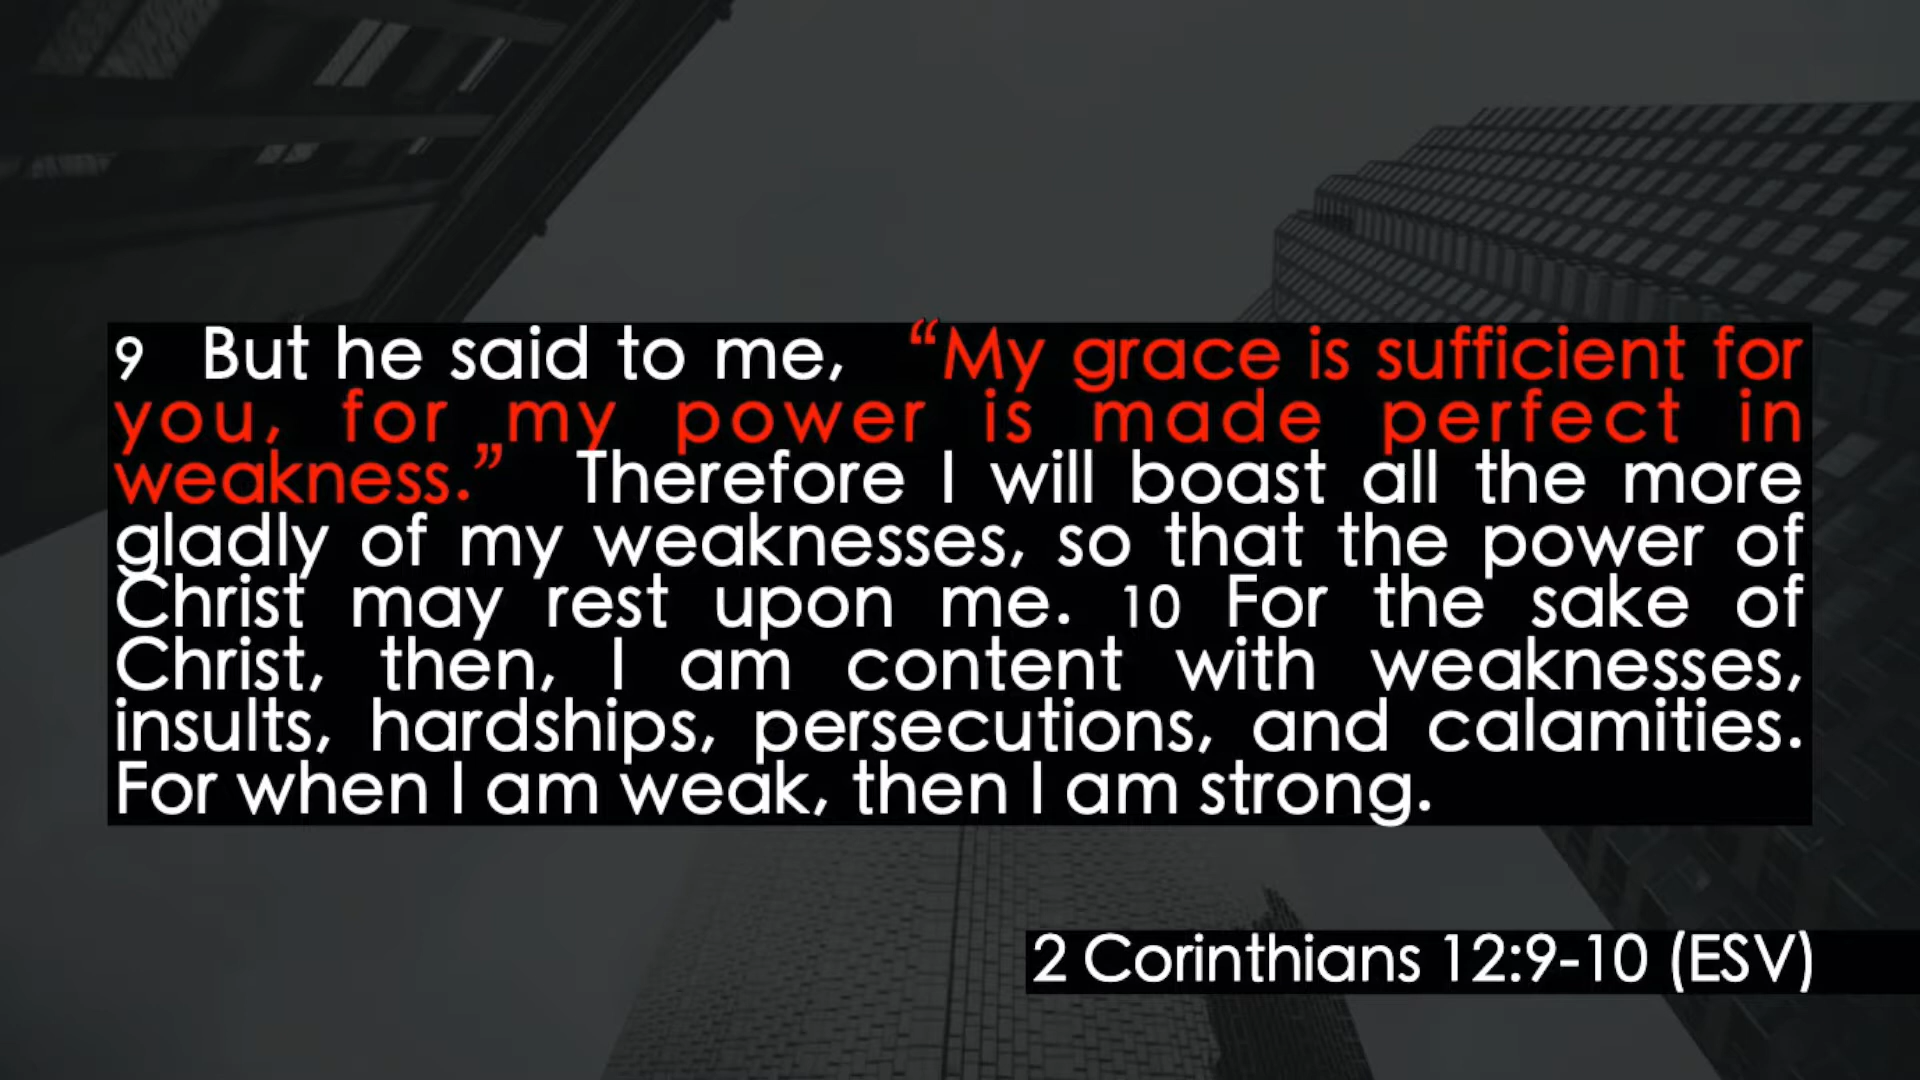 9 But he said to me, “My grace is sufficient for
you, for my power is made perfect in
weakness.” Therefore I will boast all the more
gladly of my weaknesses, so that the power of
Christ may rest upon me. 10 For the sake of
Christ, then, I am content with weaknesses,
insults, hardships, persecutions, and calamities.
For when I am weak, then I am strong.
2 Corinthians 12:9-10 (ESV)